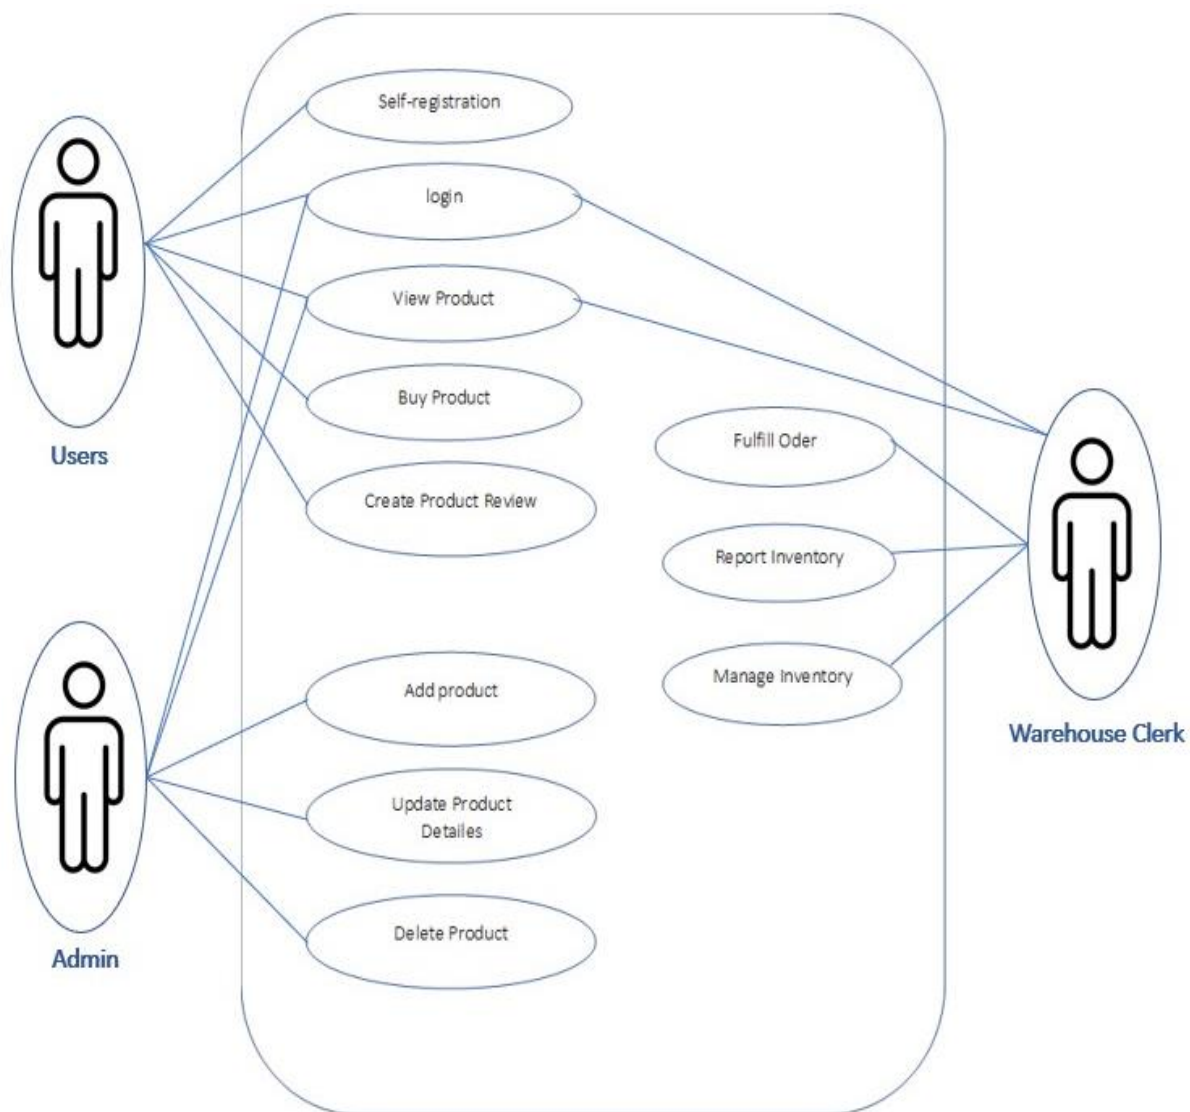 Self-registration
login
View Product
Buy Product
Create Product Review
Users
Fulfill Oder
Report Inventory
Manage Inventory
Warehouse Clerk
Add product
Update Product
Detailes
Delete Product
Admin